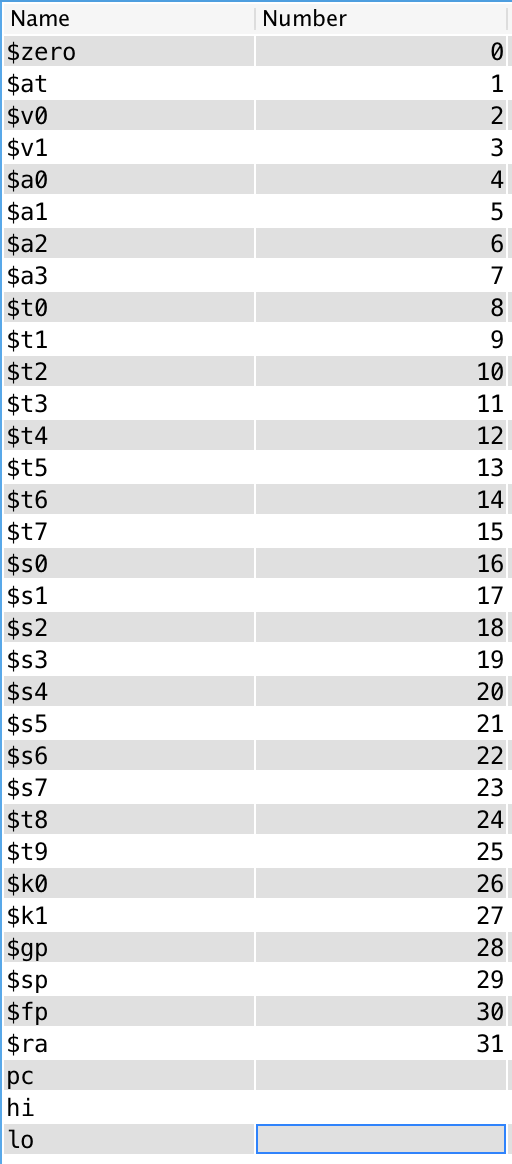 Name Number
$zero 0
$at 1
$v0 2
$v1 3
$a0 4
$a1 5
$a2 6
$a3 7
$t0 8
$t1 9
$t2 10
$t3 11
$t4 12
$t5 13
$t6 14
$t7 15
$s0 16
$s1 17
$s2 18
$s3 19
$s4 20
$s5 21
$s6 22
$s7 23
$t8 24
$t9 25
$k0 26
$k1 27
$gp 28
$sp 29
$fp 30
$ra 31
pc
hi
lo